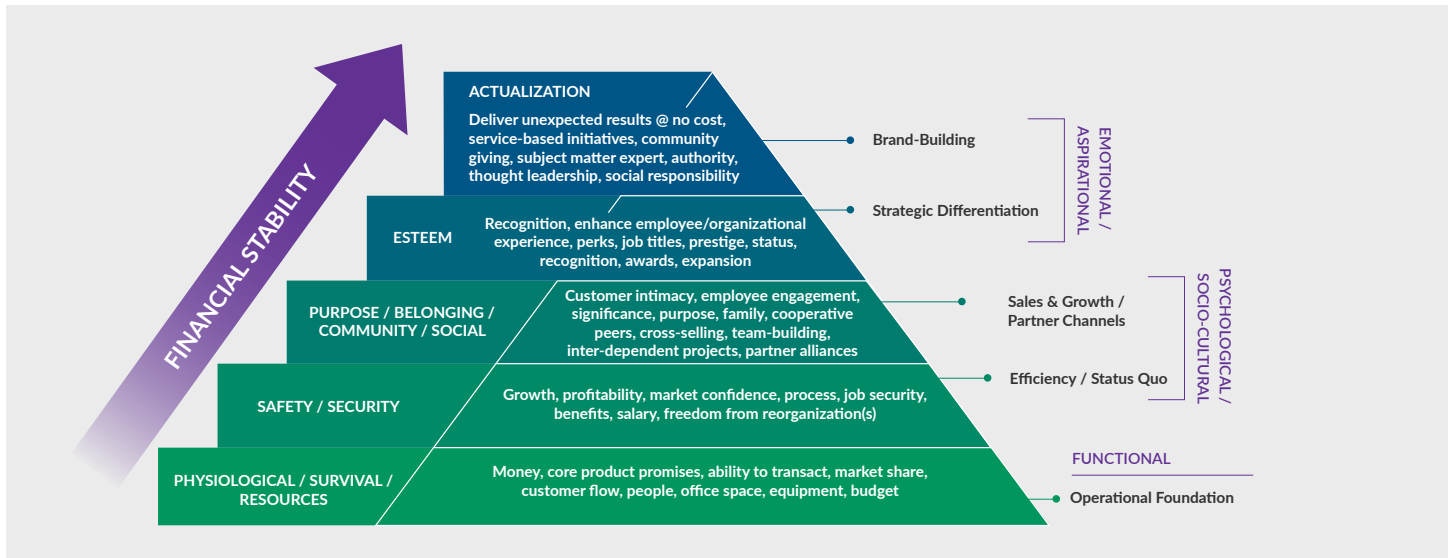 FINANCIAL STABILITY
ACTUALIZATION
Deliver unexpected results @ no cost,
service-based initiatives, community
giving, subject matter expert, authority,
thought leadership, social responsibility
Brand-Building
EMOTIONAL /
ASPIRATIONAL
ESTEEM
Recognition, enhance employee/organizational
experience, perks, job titles, prestige, status,
recognition, awards, expansion
Strategic Differentiation
PURPOSE / BELONGING /
COMMUNITY / SOCIAL
Customer intimacy, employee engagement,
significance, purpose, family, cooperative
peers, cross-selling, team-building,
inter-dependent projects, partner alliances
Sales & Growth /
Partner Channels
PSYCHOLOGICAL /
SOCIO-CULTURAL
SAFETY / SECURITY
Growth, profitability, market confidence, process, job security,
benefits, salary, freedom from reorganization(s)
Efficiency / Status Quo
PHYSIOLOGICAL / SURVIVAL /
RESOURCES
Money, core product promises, ability to transact, market share,
customer flow, people, office space, equipment, budget
FUNCTIONAL
Operational Foundation